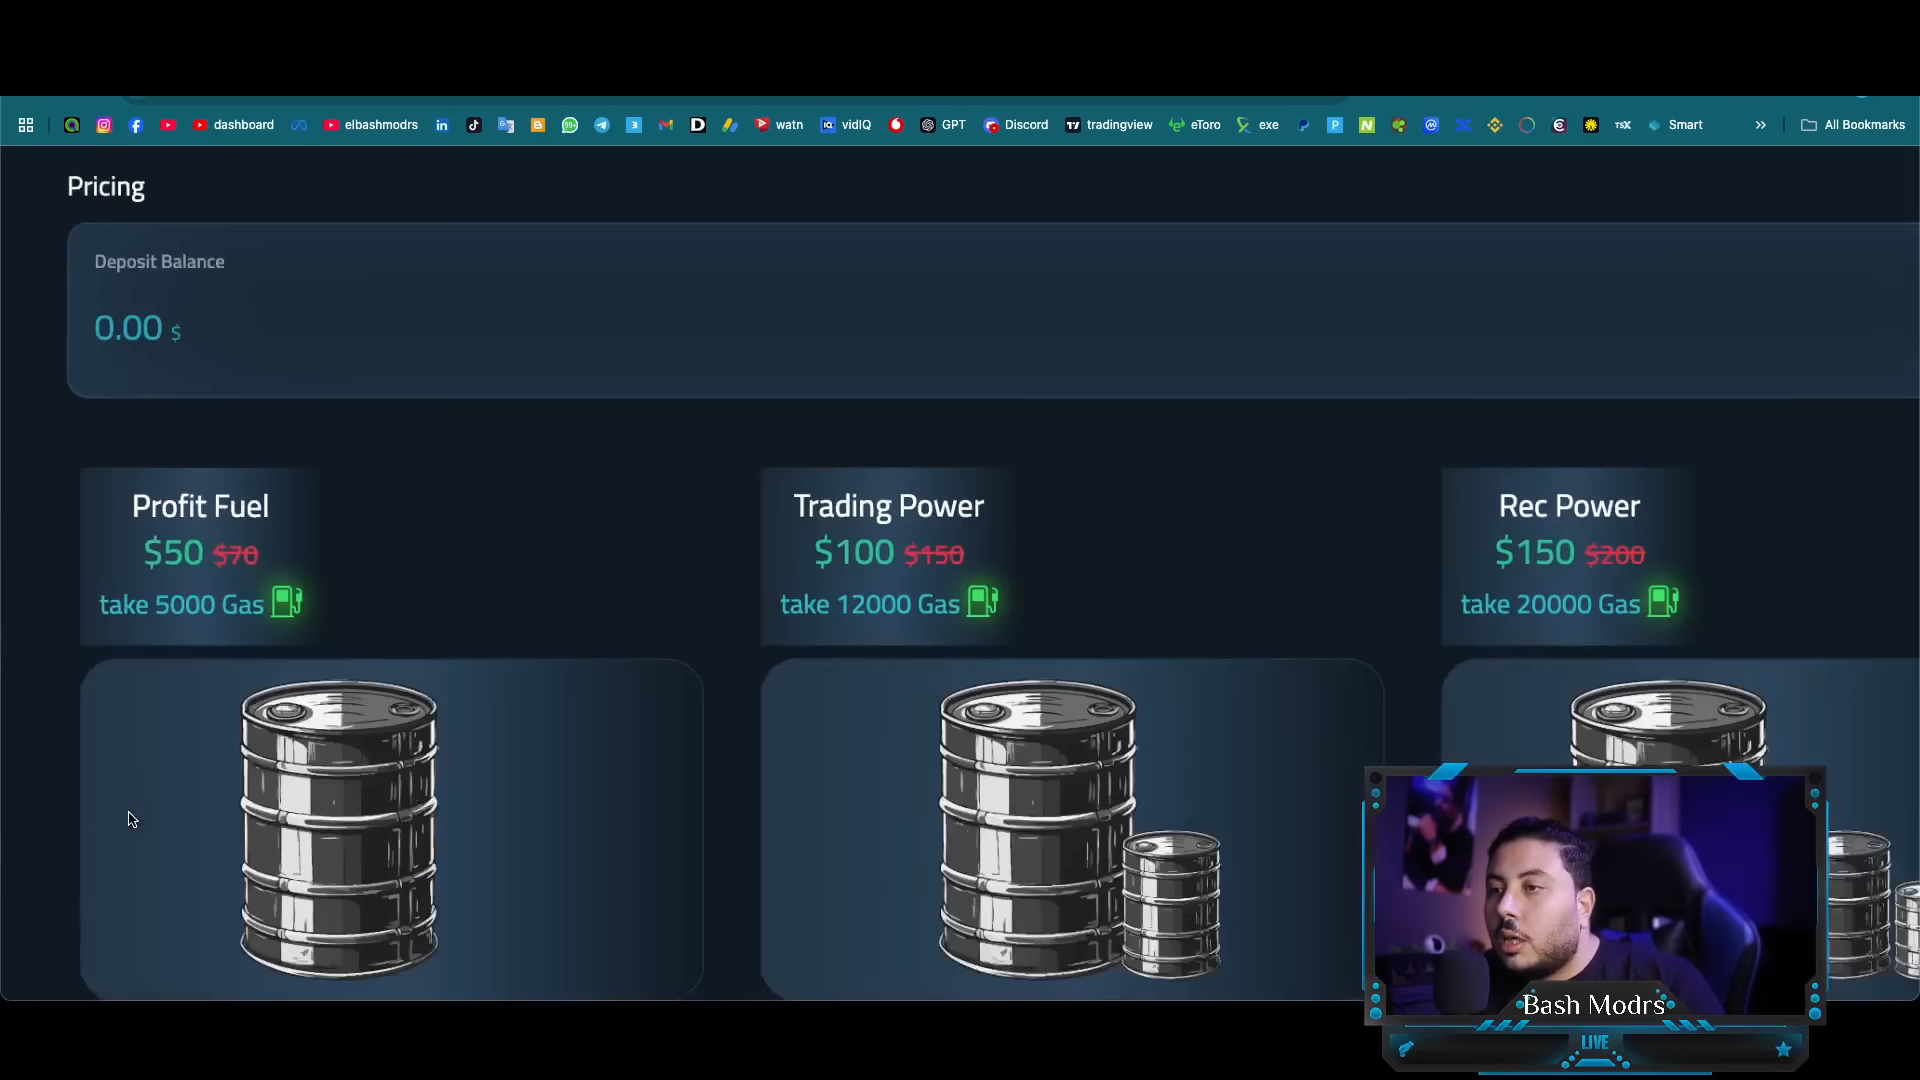 dashboard elbashmodrs watn vidIQ GPT Discord tradingview eToro exe TSX Smart All Bookmarks
Pricing
Deposit Balance
0.00 $
Profit Fuel
$50 $70
take 5000 Gas
Trading Power
$100 $150
take 12000 Gas
Rec Power
$150 $200
take 20000 Gas
Bash Modrs
LIVE